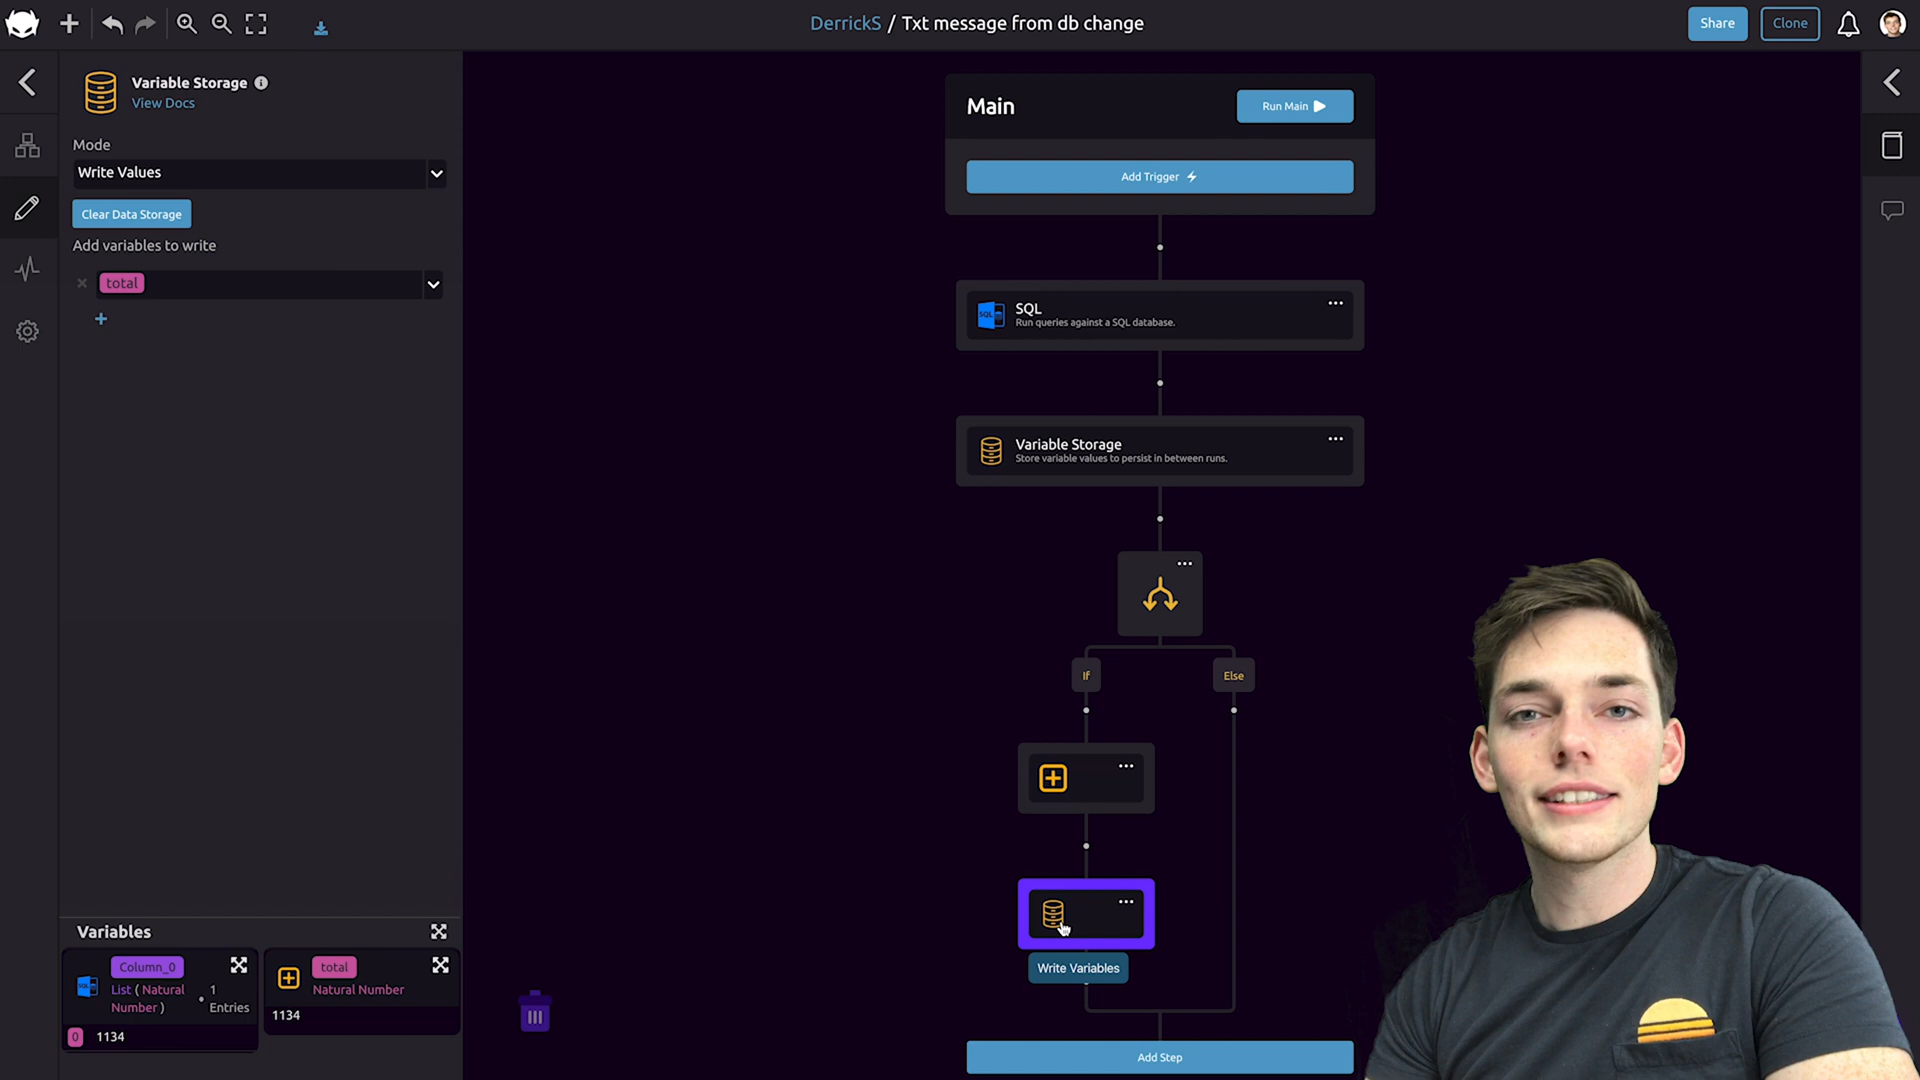 DerrickS / Txt message from db change
Share
Clone
Variable Storage
View Docs
Mode
Write Values
Clear Data Storage
Add variables to write
total
Main
Run Main
Add Trigger
SQL
SQL
Run queries against a SQL database.
Variable Storage
Store variable values to persist in between runs.
If
Else
Write Variables
Add Step
Variables
Column_0
List ( Natural
Number )
1
Entries
0
1134
total
Natural Number
1134